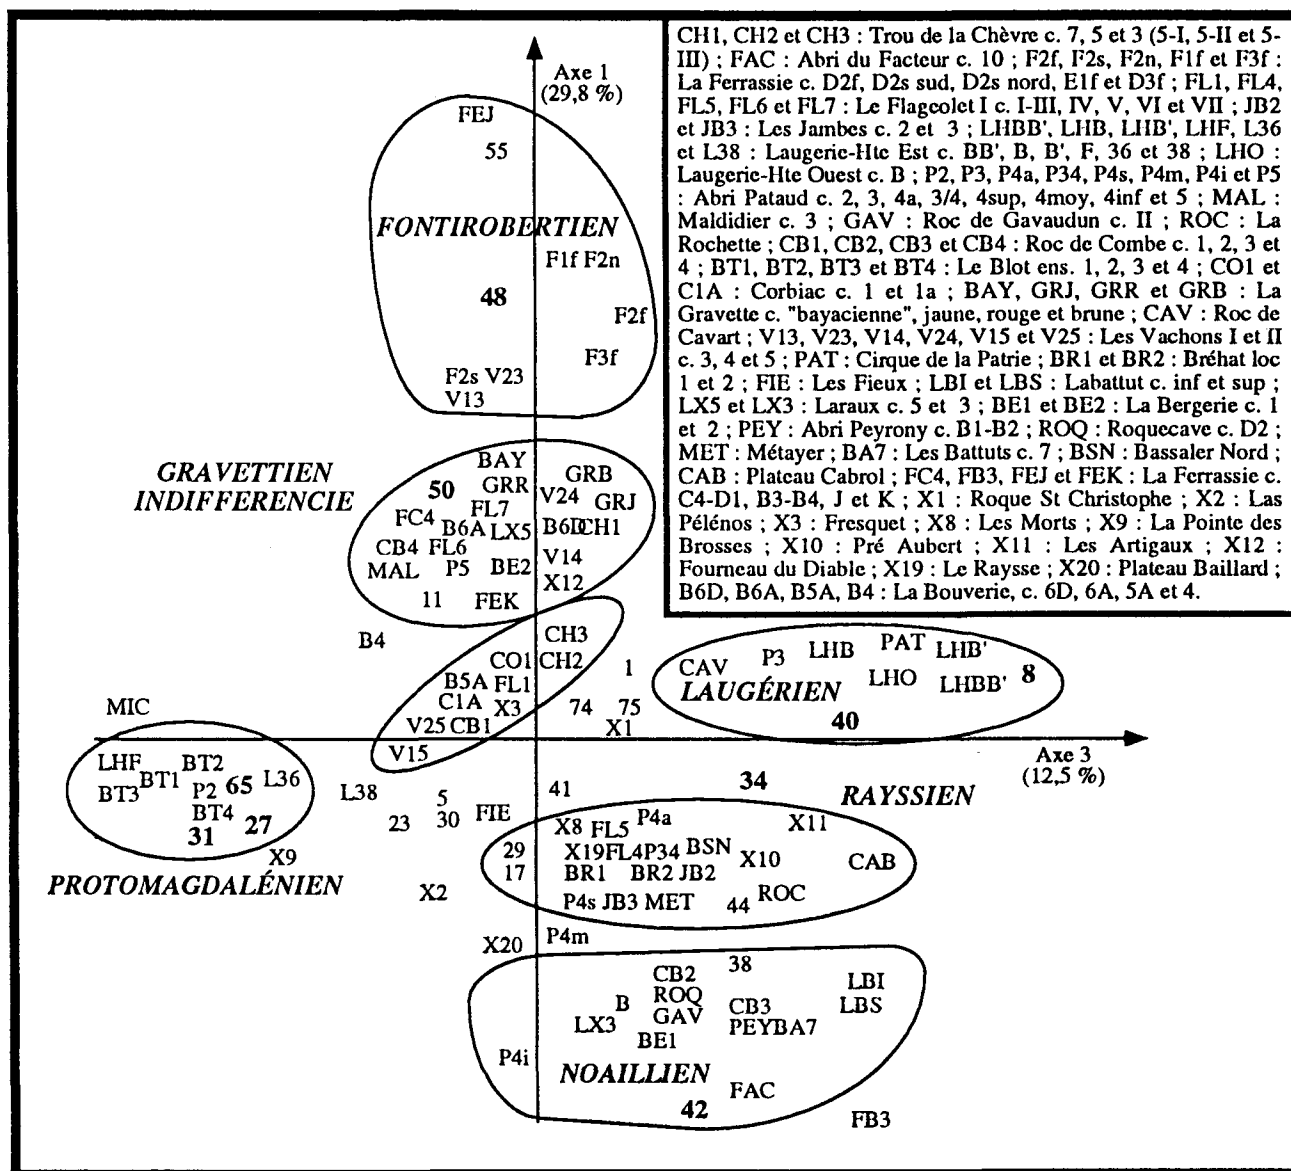 CH1, CH2 et CH3 : Trou de la Chèvre c. 7, 5 et 3 (5-I, 5-II et 5-
III) ; FAC : Abri du Facteur c. 10 ; F2f, F2s, F2n, F1f et F3f :
La Ferrassie c. D2f, D2s sud, D2s nord, E1f et D3f ; FL1, FL4,
FL5, FL6 et FL7 : Le Flageolet I c. I-III, IV, V, VI et VII ; JB2
et JB3 : Les Jambes c. 2 et 3 ; LHBB', LHB, LHB', LHF, L36
et L38 : Laugerie-Hte Est c. BB', B, B', F, 36 et 38 ; LHO :
Laugerie-Hte Ouest c. B ; P2, P3, P4a, P34, P4s, P4m, P4i et P5
: Abri Pataud c. 2, 3, 4a, 3/4, 4sup, 4moy, 4inf et 5 ; MAL :
Maldidier c. 3 ; GAV : Roc de Gavaudun c. II ; ROC : La
Rochette ; CB1, CB2, CB3 et CB4 : Roc de Combe c. 1, 2, 3 et
4 ; BT1, BT2, BT3 et BT4 : Le Blot ens. 1, 2, 3 et 4 ; CO1 et
C1A : Corbiac c. 1 et 1a ; BAY, GRJ, GRR et GRB : La
Gravette c. "bayacienne", jaune, rouge et brune ; CAV : Roc de
Cavart ; V13, V23, V14, V24, V15 et V25 : Les Vachons I et II
c. 3, 4 et 5 ; PAT : Cirque de la Patrie ; BR1 et BR2 : Bréhat loc
1 et 2 ; FIE : Les Fieux ; LBI et LBS : Labattut c. inf et sup ;
LX5 et LX3 : Laraux c. 5 et 3 ; BE1 et BE2 : La Bergerie c. 1
et 2 ; PEY : Abri Peyrony c. B1-B2 ; ROQ : Roquecave c. D2 ;
MET : Métayer ; BA7 : Les Battuts c. 7 ; BSN : Bassaler Nord ;
CAB : Plateau Cabrol ; FC4, FB3, FEJ et FEK : La Ferrassie c.
C4-D1, B3-B4, J et K ; X1 : Roque St Christophe ; X2 : Las
Pélénos ; X3 : Fresquet ; X8 : Les Morts ; X9 : La Pointe des
Brosses ; X10 : Pré Aubert ; X11 : Les Artigaux ; X12 :
Fourneau du Diable ; X19 : Le Raysse ; X20 : Plateau Baillard ;
B6D, B6A, B5A, B4 : La Bouverie, c. 6D, 6A, 5A et 4.
Axe 1
(29,8 %)
FEJ
55
FONTIROBERTIEN
F1f F2n
48
F2f
F3f
F2s V23
V13
GRAVETTIEN
INDIFFERENCIE
BAY
GRB
50 GRR V24 GRJ
FL7
FC4 B6A LX5 B6D CH1
CB4 FL6 V14
MAL P5 BE2
X12
11 FEK
B4
CH3
CO1 CH2
B5A FL1
C1A X3
V25 CB1
V15
1
74 75
X1
CAV P3 LHB PAT LHB'
LHO LHBB' 8
LAUGÉRIEN
40
MIC
LHF BT2
BT1 P2 65 L36
BT3
BT4
31 27
X9
PROTOMAGDALÉNIEN
Axe 3
(12,5 %)
L38 5
23 30 FIE
41
34
RAYSSIEN
29
17
X2
X8 FL5 P4a X11
X19 FL4 P34 BSN X10 CAB
BR1 BR2 JB2
P4s JB3 MET 44 ROC
X20 P4m
38
CB2 LBI
B ROQ CB3 LBS
LX3 GAV PEY BA7
BE1
P4i
NOAILLIEN
FAC
42
FB3